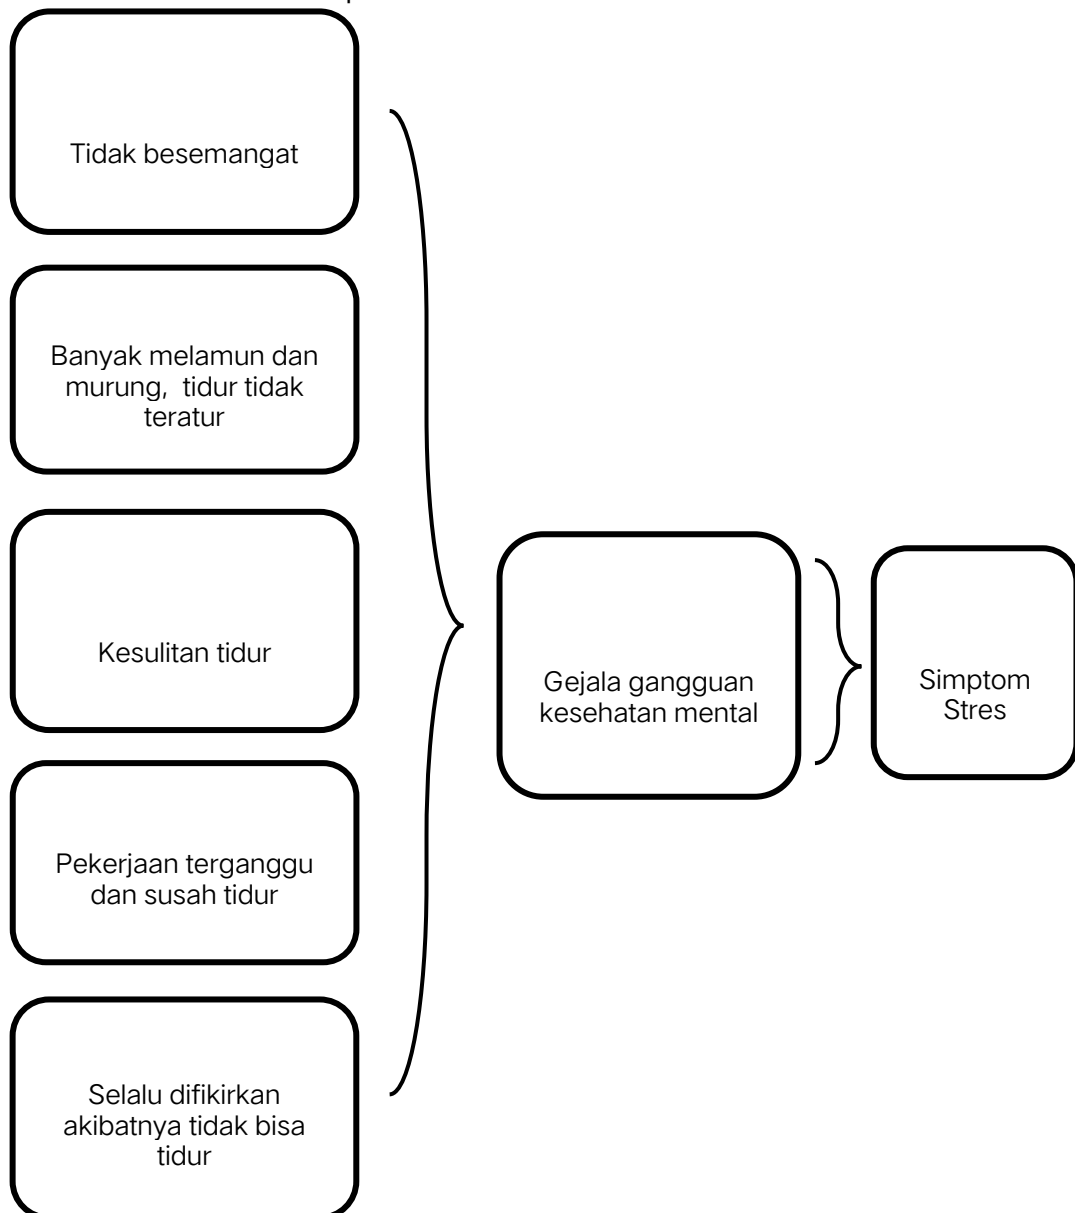 Tidak besemangat
Banyak melamun dan
murung,  tidur tidak
teratur
Kesulitan tidur
Pekerjaan terganggu
dan susah tidur
Selalu difikirkan
akibatnya tidak bisa
tidur
Gejala gangguan
kesehatan mental
Simptom
Stres